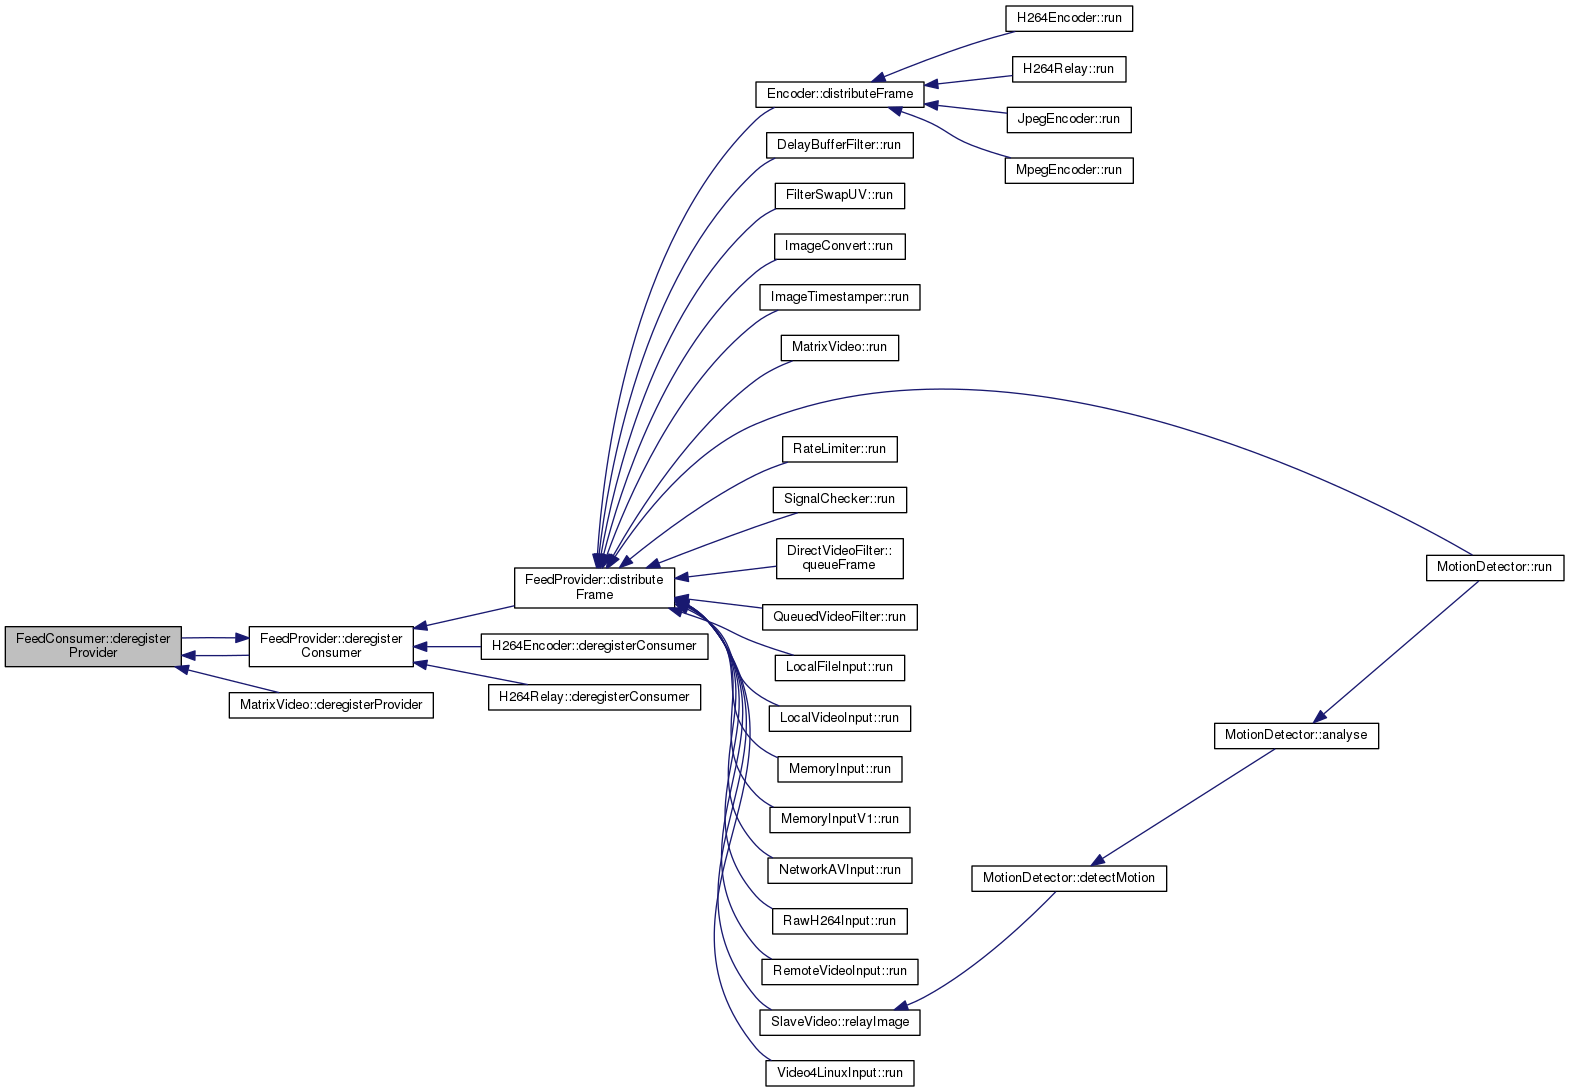 H264Encoder::run
H264Relay::run
Encoder::distributeFrame
JpegEncoder::run
DelayBufferFilter::run
MpegEncoder::run
FilterSwapUV::run
ImageConvert::run
ImageTimestamper::run
MatrixVideo::run
RateLimiter::run
SignalChecker::run
DirectVideoFilter::
queueFrame
MotionDetector::run
FeedProvider::distribute
Frame
QueuedVideoFilter::run
FeedConsumer::deregister
Provider
FeedProvider::deregister
Consumer
H264Encoder::deregisterConsumer
LocalFileInput::run
MatrixVideo::deregisterProvider
H264Relay::deregisterConsumer
LocalVideoInput::run
MotionDetector::analyse
MemoryInput::run
MemoryInputV1::run
NetworkAVInput::run
MotionDetector::detectMotion
RawH264Input::run
RemoteVideoInput::run
SlaveVideo::relayImage
Video4LinuxInput::run